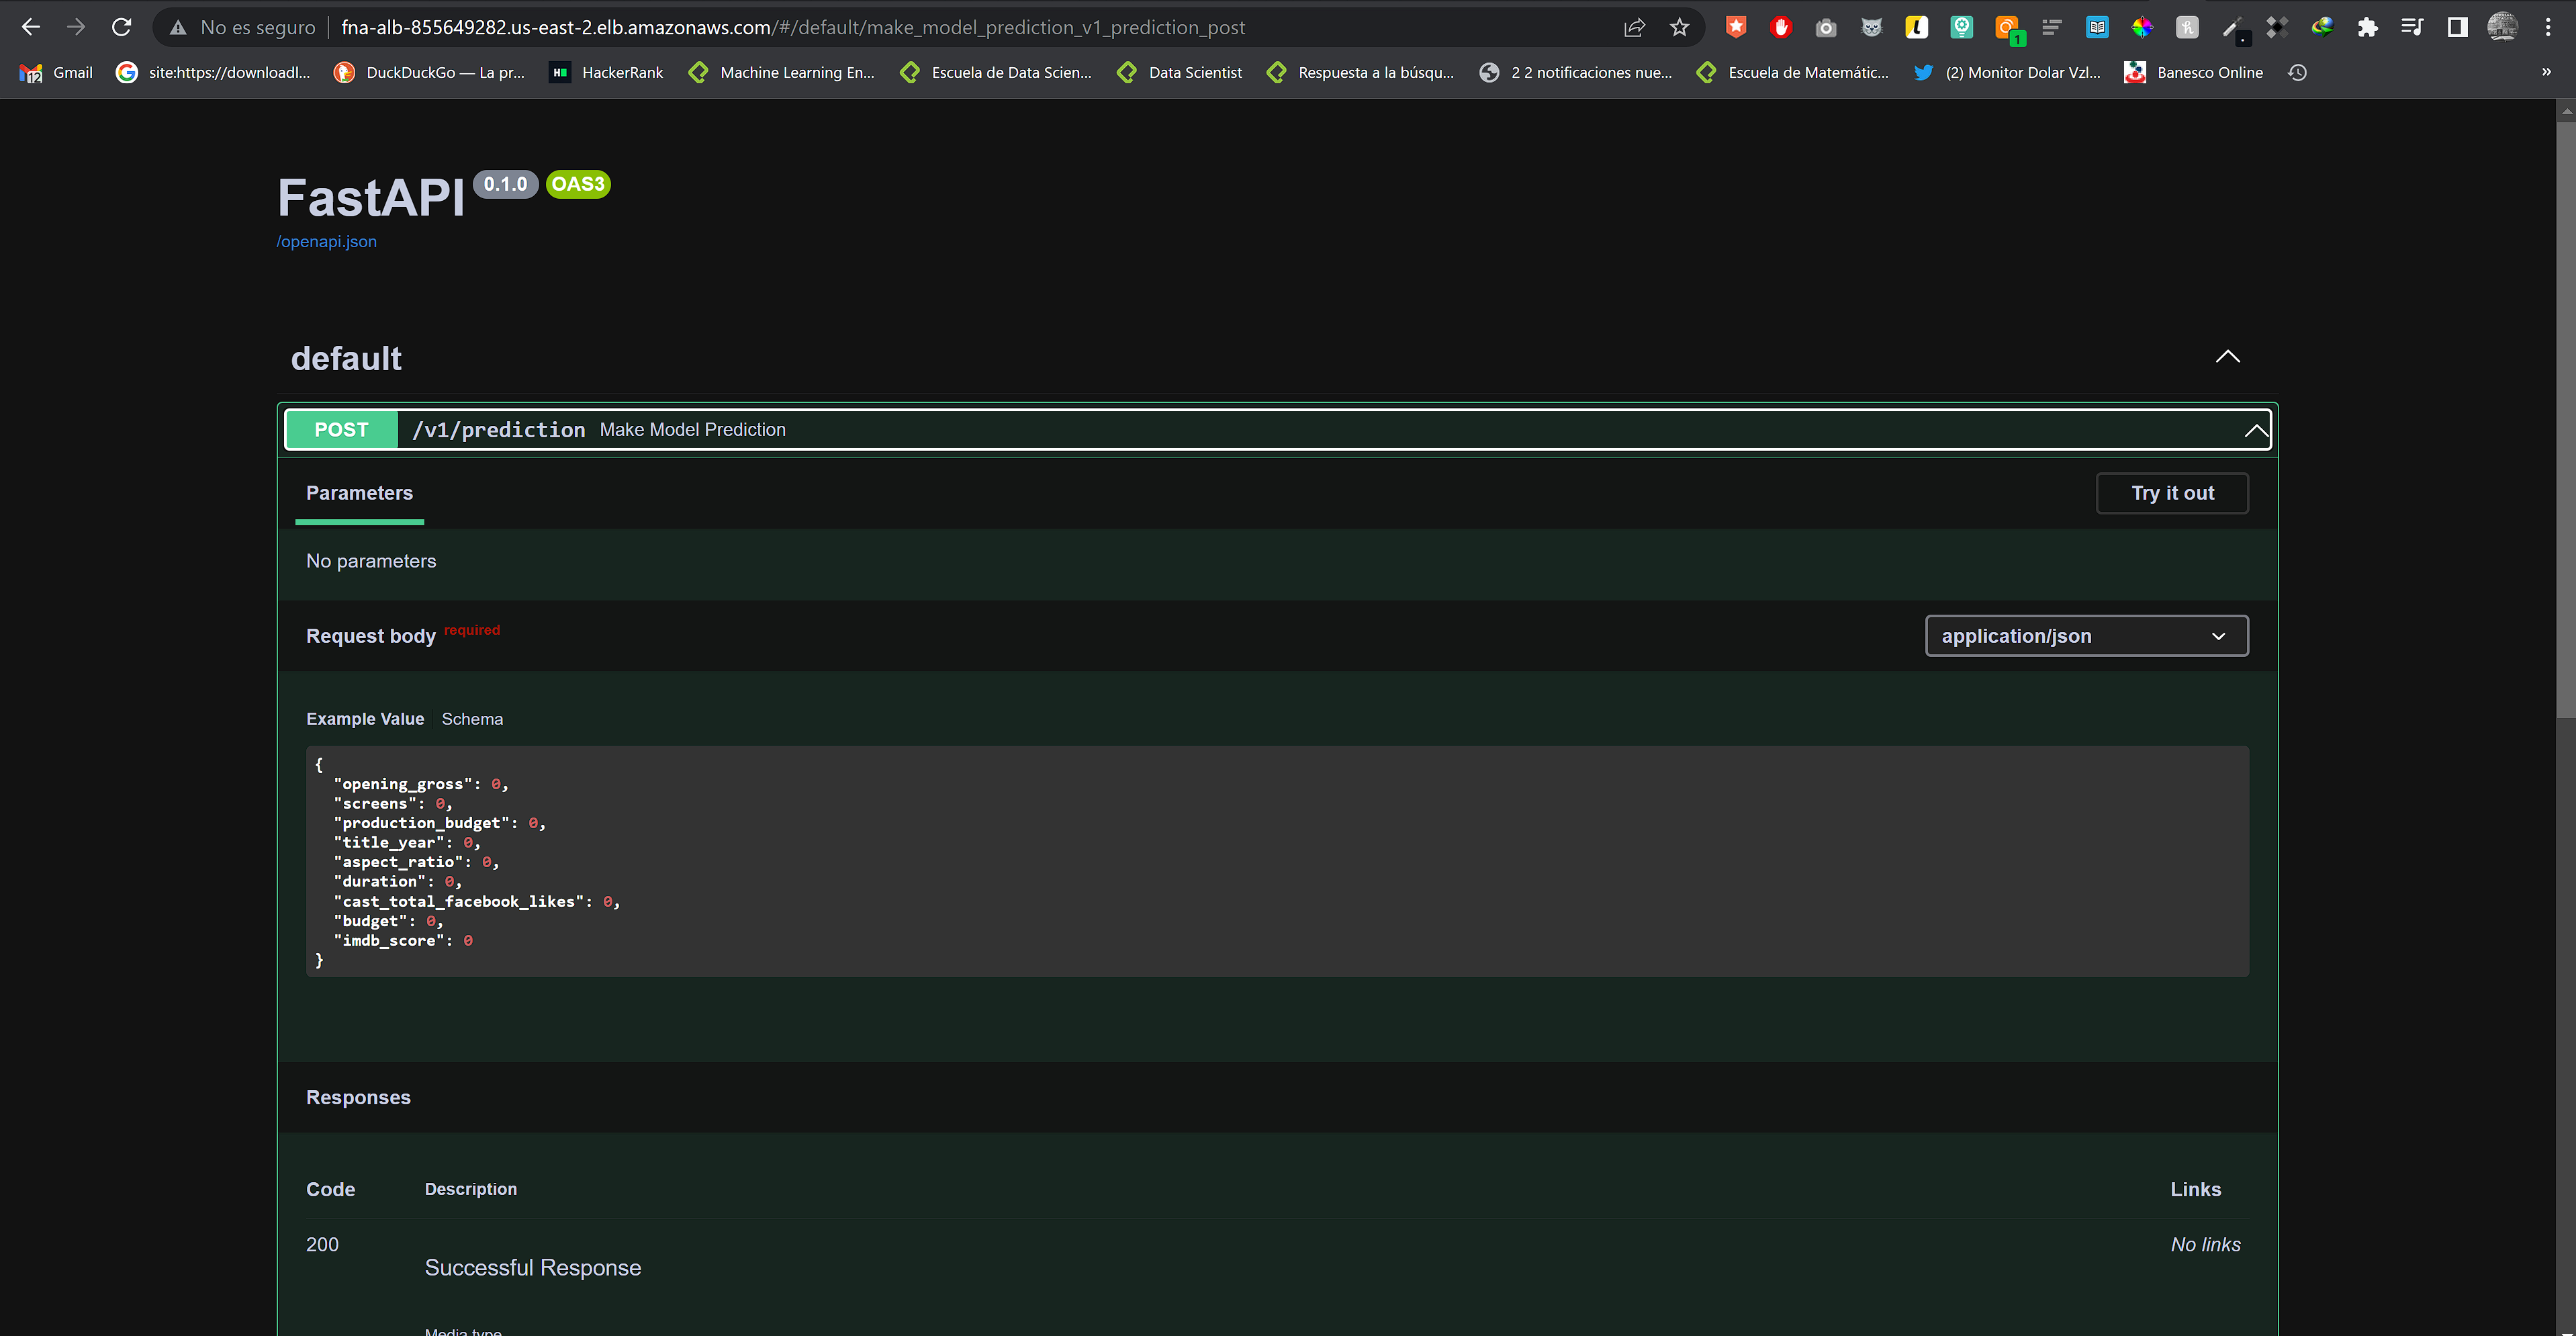 No es seguro fna-alb-855649282.us-east-2.elb.amazonaws.com/#/default/make_model_prediction_v1_prediction_post
1
12 Gmail site:https://downloadl... DuckDuckGo — La pr... HackerRank Machine Learning En... Escuela de Data Scien... Data Scientist Respuesta a la búsqu... 2 2 notificaciones nue... Escuela de Matemátic... (2) Monitor Dolar Vzl... Banesco Online »
FastAPI 0.1.0 OAS3
/openapi.json
default
POST /v1/prediction Make Model Prediction
Parameters Try it out
No parameters
Request body required application/json
Example Value Schema
{
"opening_gross": 0,
"screens": 0,
"production_budget": 0,
"title_year": 0,
"aspect_ratio": 0,
"duration": 0,
"cast_total_facebook_likes": 0,
"budget": 0,
"imdb_score": 0
}
Responses
Code Description Links
200 No links
Successful Response
Media type